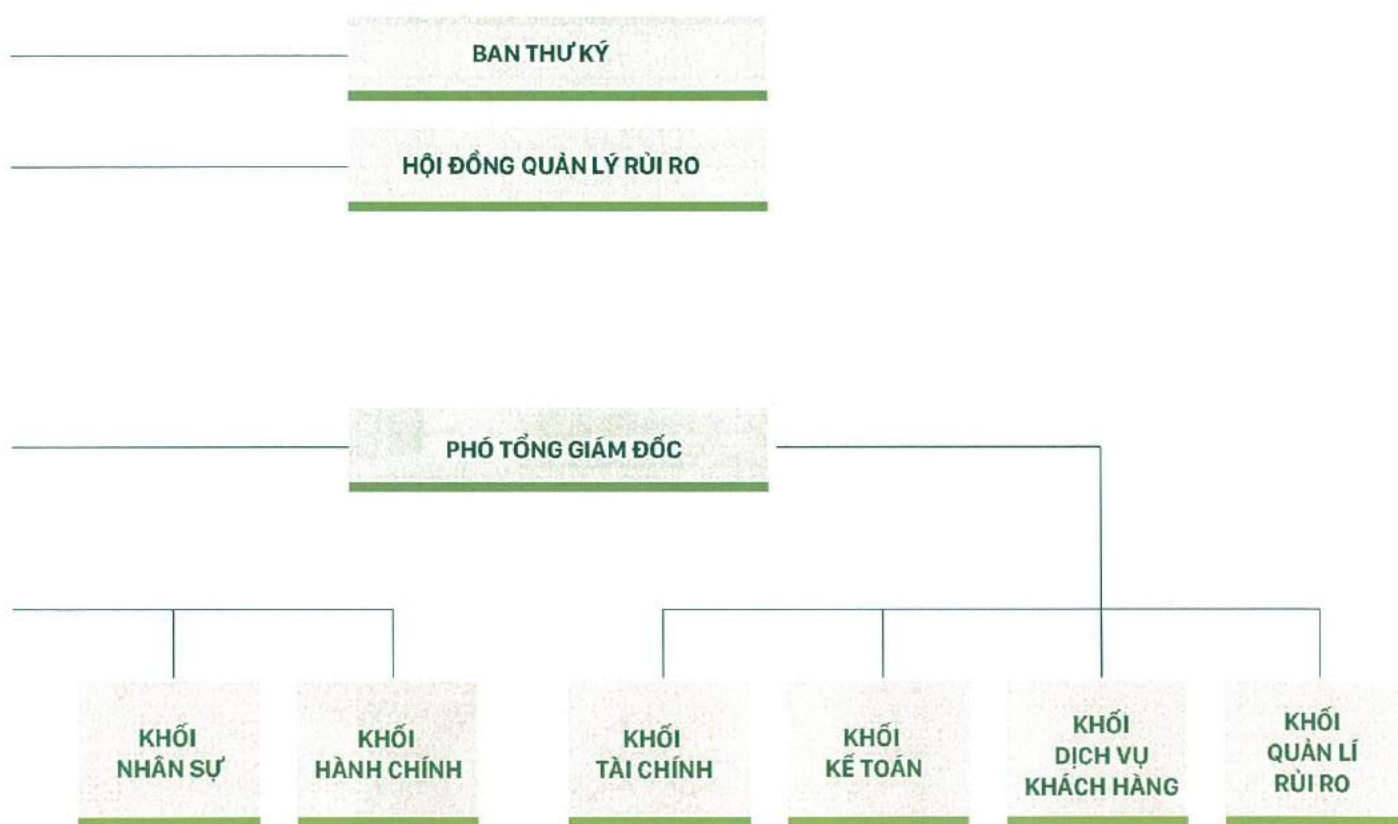 BAN THƯ KÝ
HỘI ĐỒNG QUẢN LÝ RỦI RO
PHÓ TỔNG GIÁM ĐỐC
KHỐI
NHÂN SỰ
KHỐI
HÀNH CHÍNH
KHỐI
TÀI CHÍNH
KHỐI
KẾ TOÁN
KHỐI
DỊCH VỤ
KHÁCH HÀNG
KHỐI
QUẢN LÍ
RỦI RO